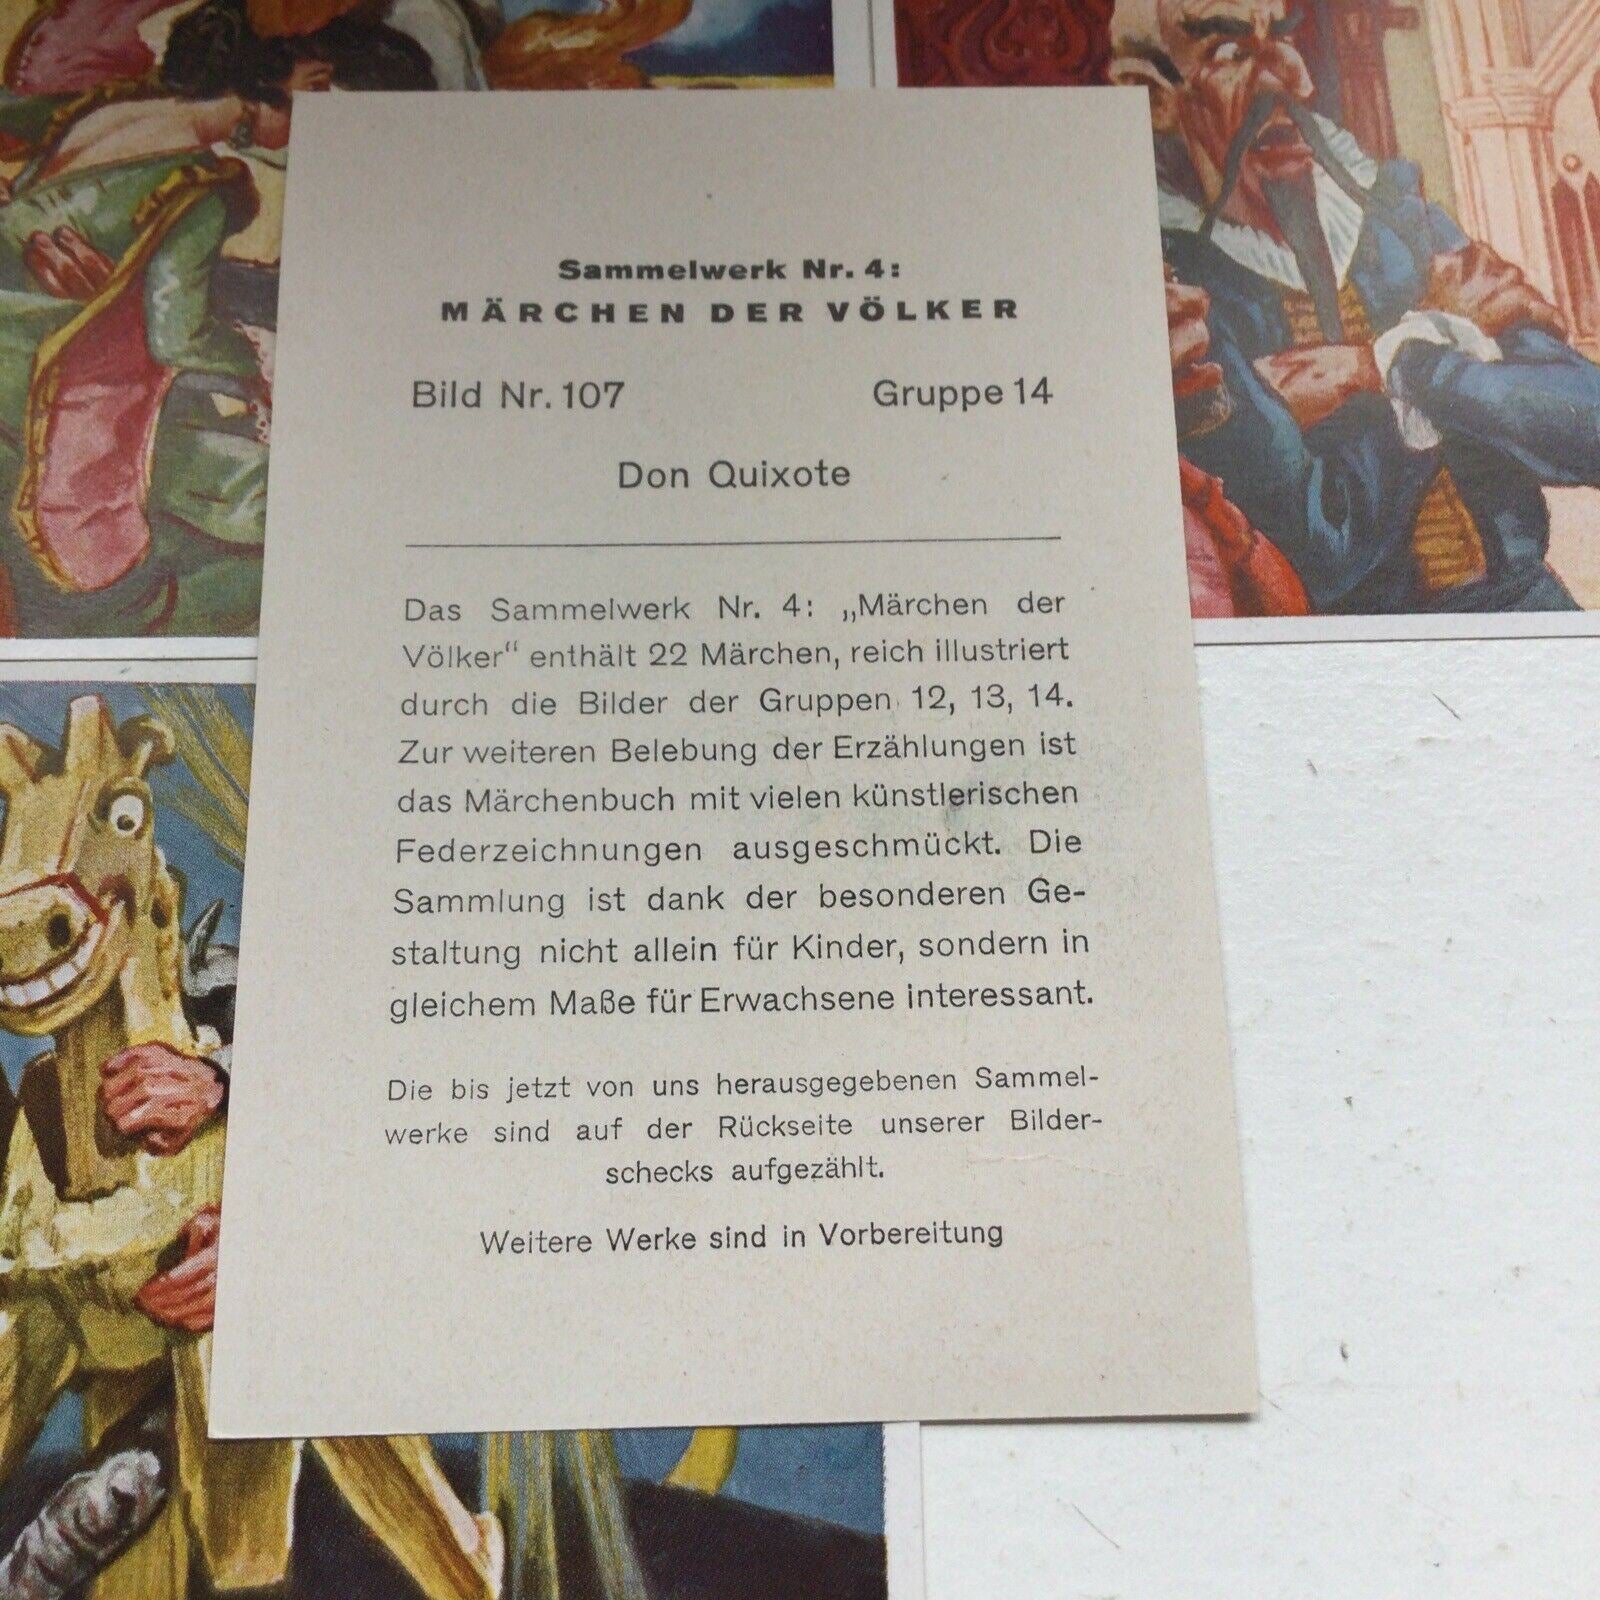 Sammelwerk Nr. 4:
MÄRCHEN DER VÖLKER
Bild Nr. 107 Gruppe 14
Don Quixote
Das Sammelwerk Nr. 4: „Märchen der
Völker“ enthält 22 Märchen, reich illustriert
durch die Bilder der Gruppen 12, 13, 14.
Zur weiteren Belebung der Erzählungen ist
das Märchenbuch mit vielen künstlerischen
Federzeichnungen ausgeschmückt. Die
Sammlung ist dank der besonderen Ge-
staltung nicht allein für Kinder, sondern in
gleichem Maße für Erwachsene interessant.
Die bis jetzt von uns herausgegebenen Sammel-
werke sind auf der Rückseite unserer Bilder-
schecks aufgezählt.
Weitere Werke sind in Vorbereitung